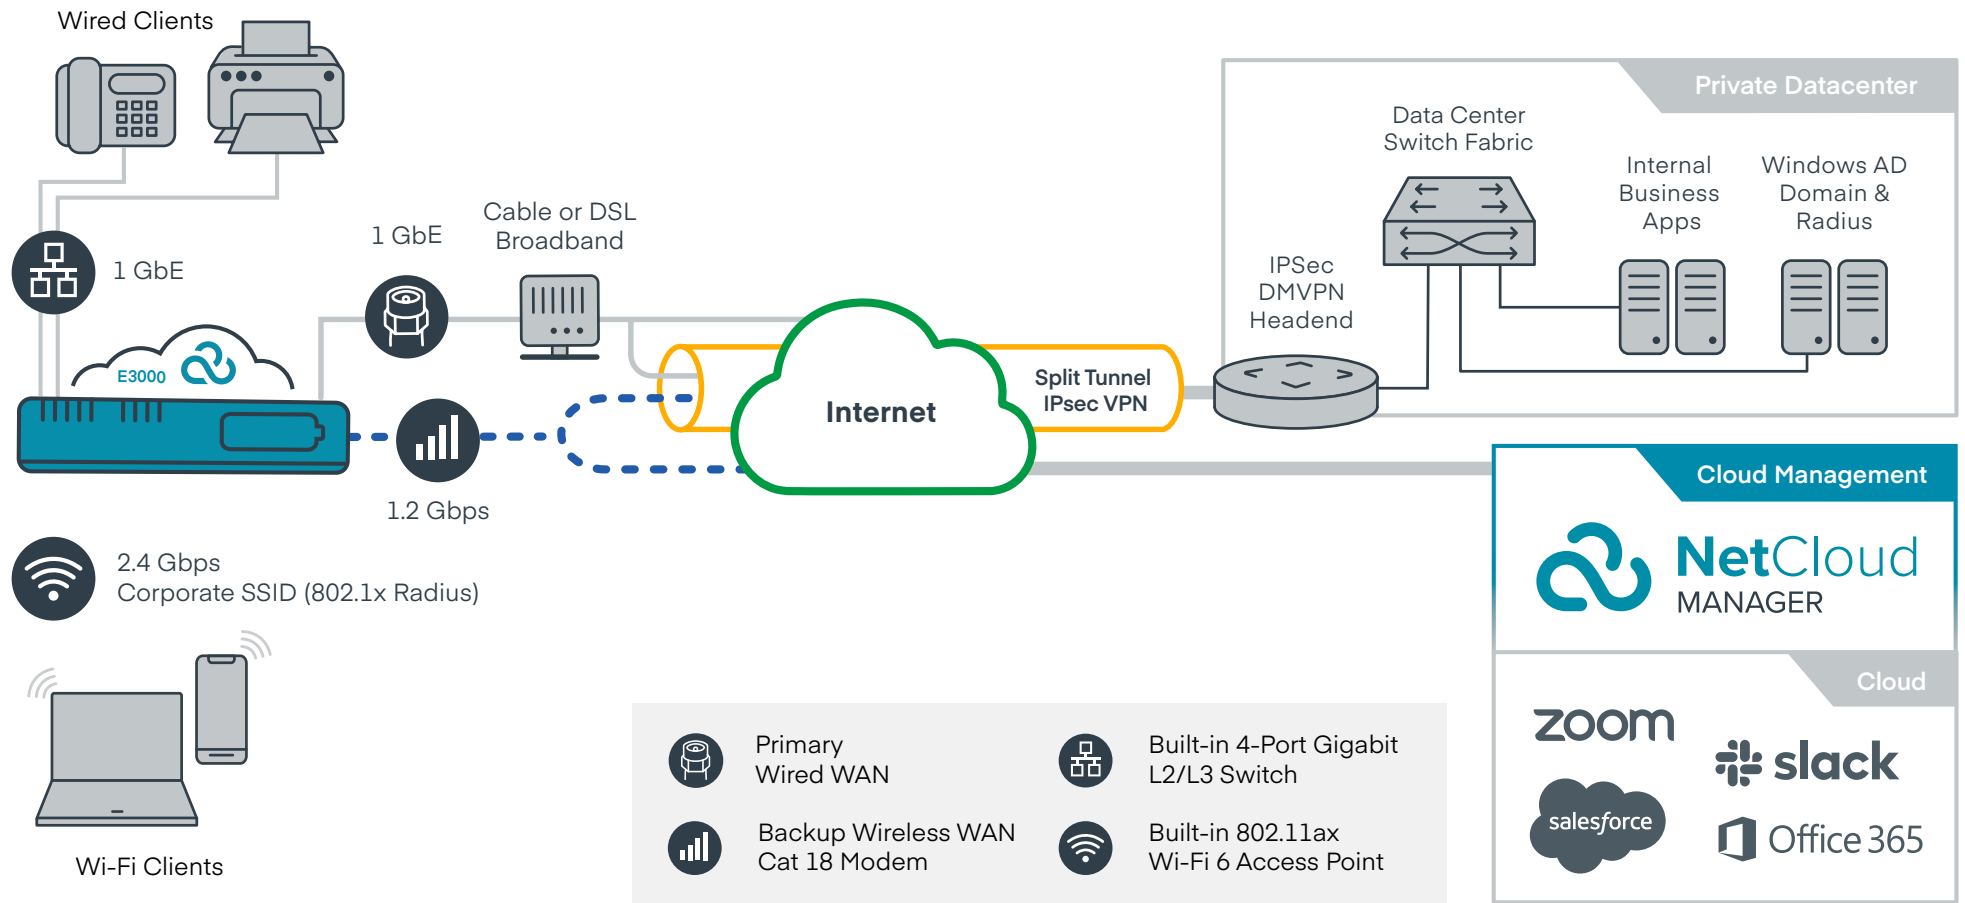 Wired Clients
1 GbE
E3000
1 GbE
Cable or DSL
Broadband
1.2 Gbps
2.4 Gbps
Corporate SSID (802.1x Radius)
Wi-Fi Clients
Internet
Split Tunnel
IPsec VPN
Private Datacenter
Data Center
Switch Fabric
Internal
Business
Apps
Windows AD
Domain &
Radius
IPSec
DMVPN
Headend
Cloud Management
NetCloud
MANAGER
Cloud
zoom
slack
salesforce
Office 365
Primary
Wired WAN
Built-in 4-Port Gigabit
L2/L3 Switch
Backup Wireless WAN
Cat 18 Modem
Built-in 802.11ax
Wi-Fi 6 Access Point